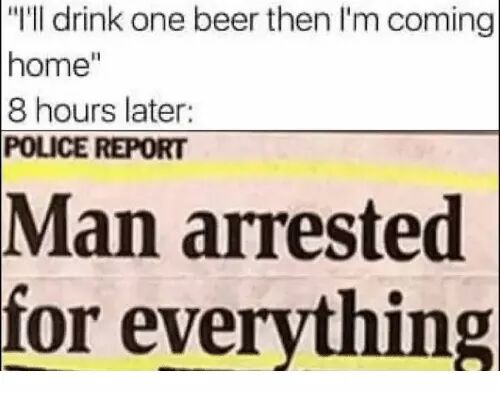 "I'll drink one beer then I'm coming
home"
8 hours later:
POLICE REPORT
Man arrested
for everything